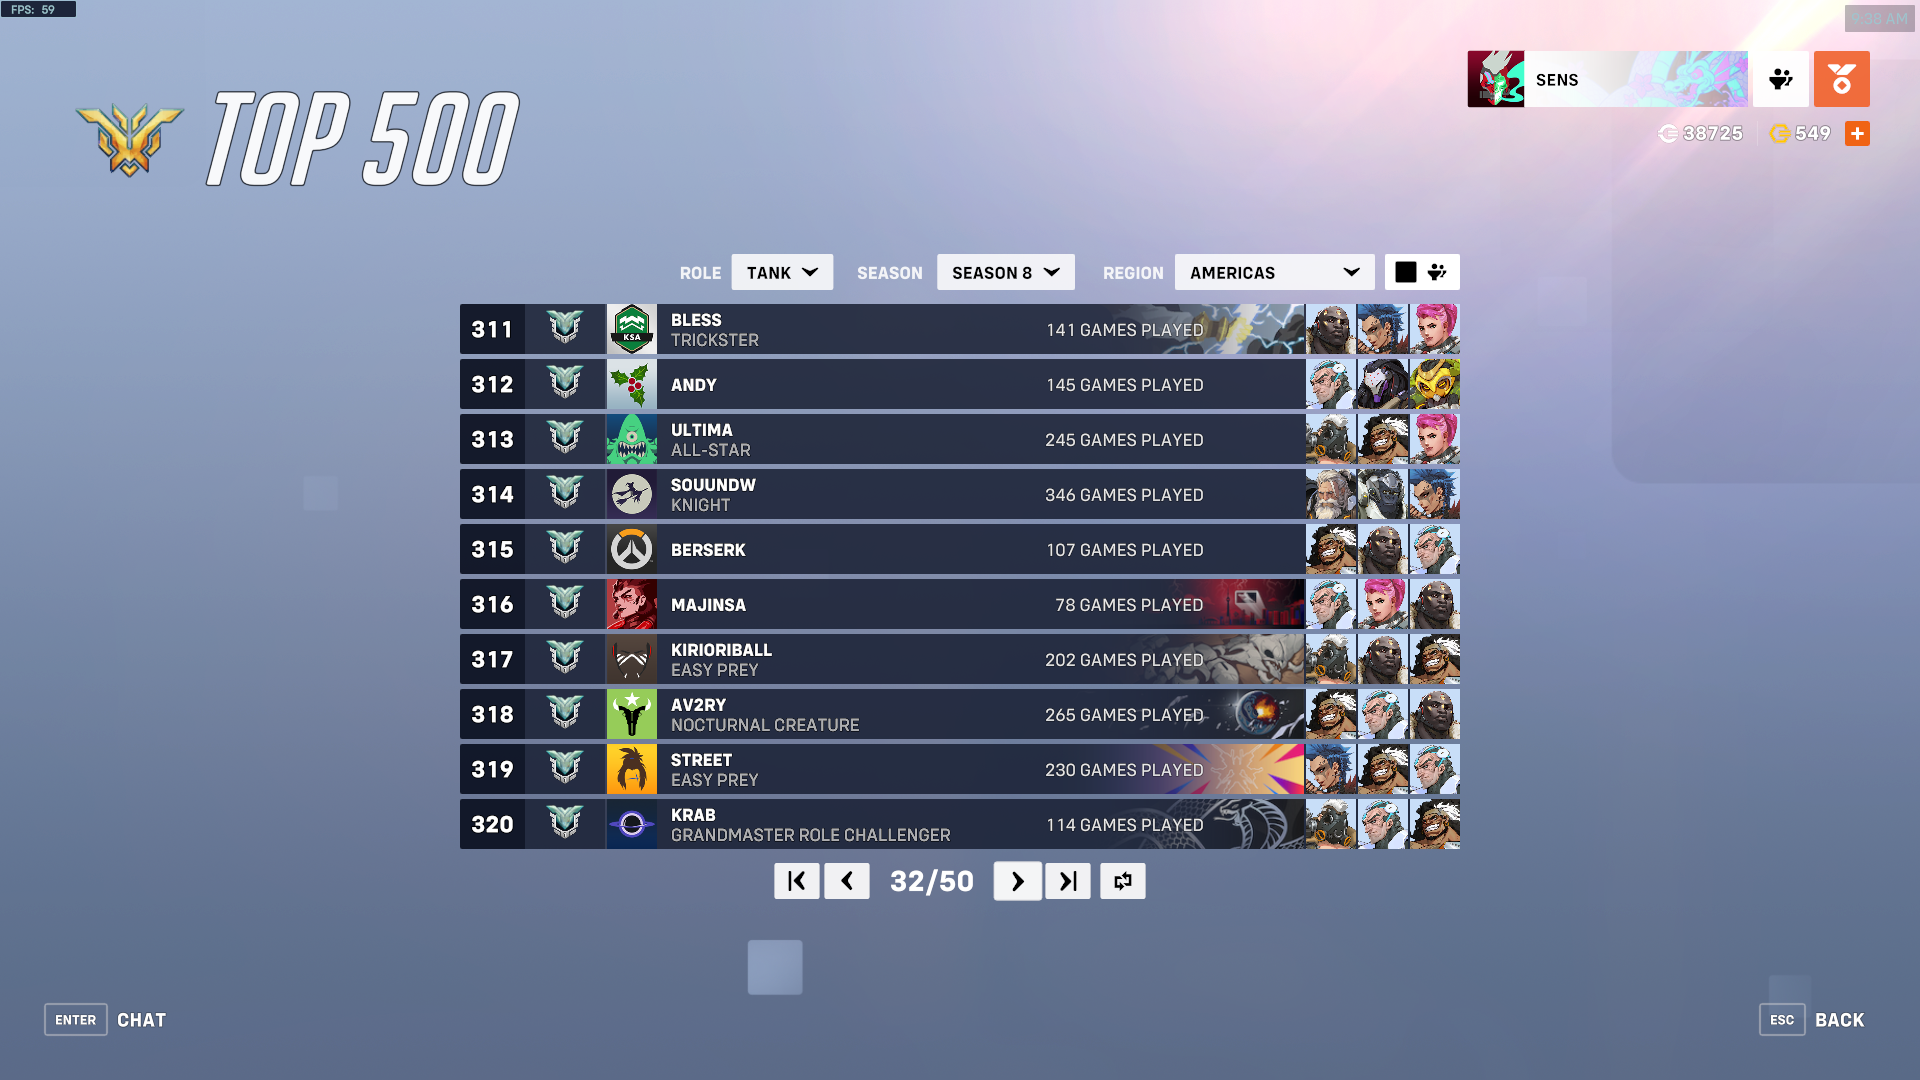 FPS: 59
9:38 AM
TOP 500
SENS
38725
549
ROLE TANK SEASON SEASON 8 REGION AMERICAS
311 KSA BLESS TRICKSTER 141 GAMES PLAYED
312 ANDY 145 GAMES PLAYED
313 ULTIMA ALL-STAR 245 GAMES PLAYED
314 SOUUNDW KNIGHT 346 GAMES PLAYED
315 BERSERK 107 GAMES PLAYED
316 MAJINSA 78 GAMES PLAYED
317 KIRIORIBALL EASY PREY 202 GAMES PLAYED
318 AV2RY NOCTURNAL CREATURE 265 GAMES PLAYED
319 STREET EASY PREY 230 GAMES PLAYED
320 KRAB GRANDMASTER ROLE CHALLENGER 114 GAMES PLAYED
32/50
ENTER CHAT
ESC BACK